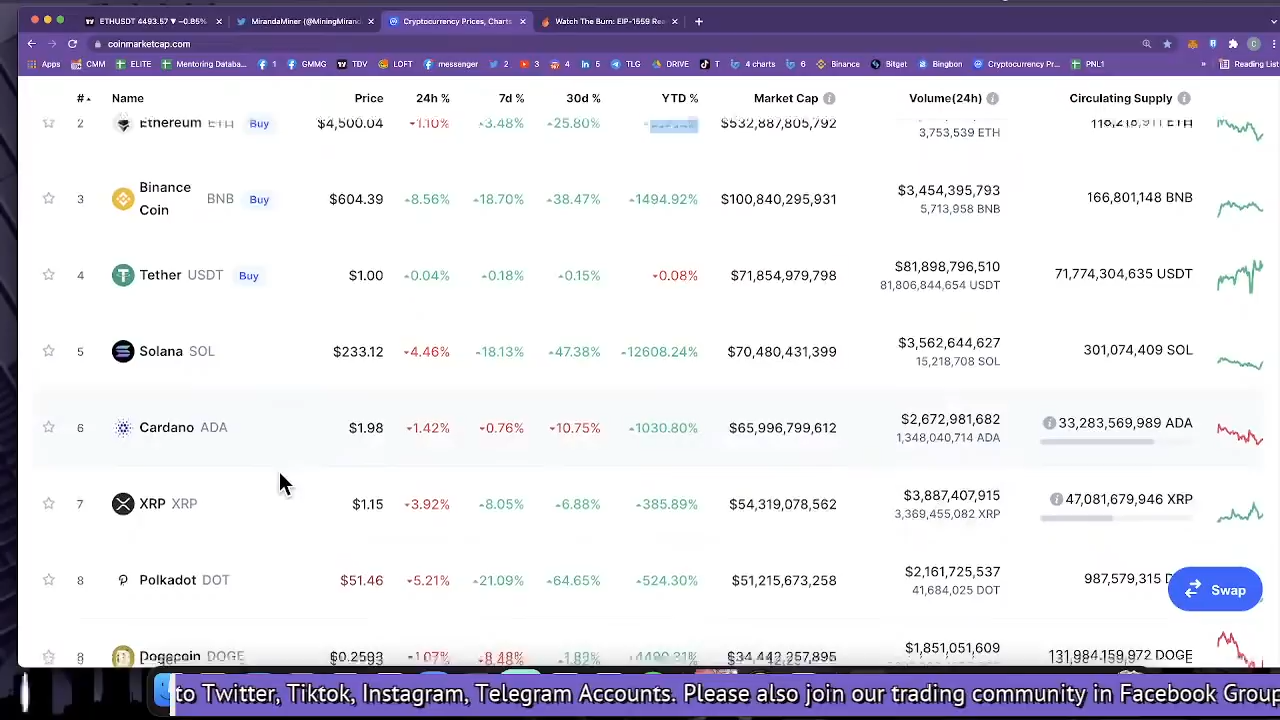 ETHUSDT 4493.57 ▼ −0.85%
MirandaMiner (@MiningMirand
Cryptocurrency Prices, Charts
Watch The Burn: EIP-1559 Rea
coinmarketcap.com
Apps CMM ELITE Mentoring Databa... 1 GMMG TDV LOFT messenger 2 3 4 5 TLG DRIVE T 4 charts 6 Binance Bitget Bingbon Cryptocurrency Pr... PNL1 » Reading List
# Name Price 24h % 7d % 30d % YTD % Market Cap Volume(24h) Circulating Supply
2 Ethereum ETH Buy $4,500.04 1.10% 3.48% 25.80% $532,887,805,792
3,753,539 ETH
118,218,911 ETH
3 Binance Coin BNB Buy $604.39 8.56% 18.70% 38.47% 1494.92% $100,840,295,931 $3,454,395,793
5,713,958 BNB
166,801,148 BNB
4 Tether USDT Buy $1.00 0.04% 0.18% 0.15% 0.08% $71,854,979,798 $81,898,796,510
81,806,844,654 USDT
71,774,304,635 USDT
5 Solana SOL $233.12 4.46% 18.13% 47.38% 12608.24% $70,480,431,399 $3,562,644,627
15,218,708 SOL
301,074,409 SOL
6 Cardano ADA $1.98 1.42% 0.76% 10.75% 1030.80% $65,996,799,612 $2,672,981,682
1,348,040,714 ADA
33,283,569,989 ADA
7 XRP XRP $1.15 3.92% 8.05% 6.88% 385.89% $54,319,078,562 $3,887,407,915
3,369,455,082 XRP
47,081,679,946 XRP
8 Polkadot DOT $51.46 5.21% 21.09% 64.65% 524.30% $51,215,673,258 $2,161,725,537
41,684,025 DOT
987,579,315
Swap
9 Dogecoin DOGE $1,851,051,609
131,984,159,972 DOGE
to Twitter, Tiktok, Instagram, Telegram Accounts. Please also join our trading community in Facebook Group